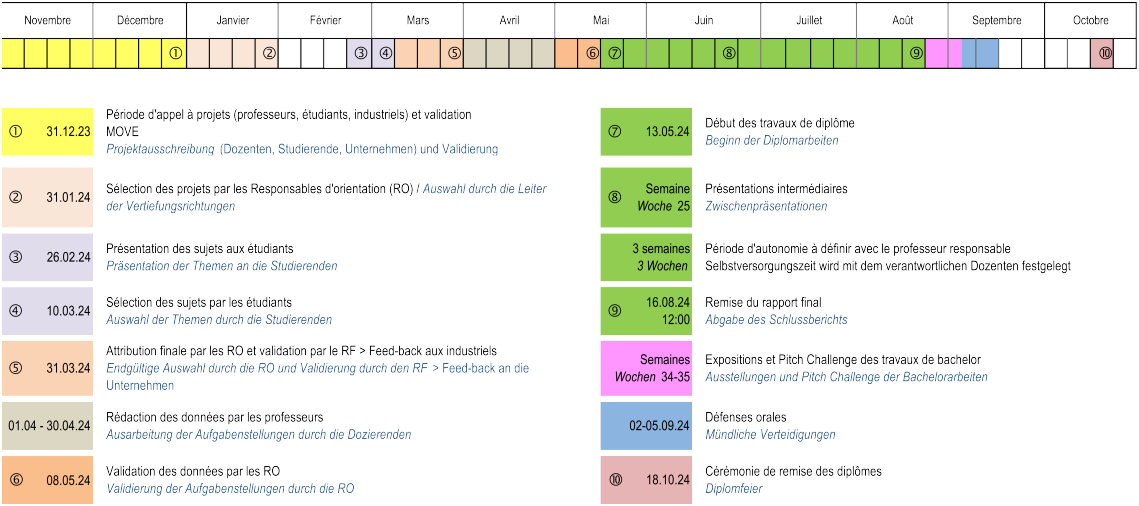 Novembre Décembre Janvier Février Mars Avril Mai Juin Juillet Août Septembre Octobre
① ② ③ ④ ⑤ ⑥ ⑦ ⑧ ⑨ ⑩
① 31.12.23
Période d'appel à projets (professeurs, étudiants, industriels) et validation
MOVE
Projektausschreibung (Dozenten, Studierende, Unternehmen) und Validierung
② 31.01.24
Sélection des projets par les Responsables d'orientation (RO) / Auswahl durch die Leiter
der Vertiefungsrichtungen
③ 26.02.24
Présentation des sujets aux étudiants
Präsentation der Themen an die Studierenden
④ 10.03.24
Sélection des sujets par les étudiants
Auswahl der Themen durch die Studierenden
⑤ 31.03.24
Attribution finale par les RO et validation par le RF > Feed-back aux industriels
Endgültige Auswahl durch die RO und Validierung durch den RF > Feed-back an die
Unternehmen
01.04 - 30.04.24
Rédaction des données par les professeurs
Ausarbeitung der Aufgabenstellungen durch die Dozierenden
⑥ 08.05.24
Validation des données par les RO
Validierung der Aufgabenstellungen durch die RO
⑦ 13.05.24
Début des travaux de diplôme
Beginn der Diplomarbeiten
⑧ Semaine
Woche 25
Présentations intermédiaires
Zwischenpräsentationen
3 semaines
3 Wochen
Période d'autonomie à définir avec le professeur responsable
Selbstversorgungszeit wird mit dem verantwortlichen Dozenten festgelegt
⑨ 16.08.24
12:00
Remise du rapport final
Abgabe des Schlussberichts
Semaines
Wochen 34-35
Expositions et Pitch Challenge des travaux de bachelor
Ausstellungen und Pitch Challenge der Bachelorarbeiten
02-05.09.24
Défenses orales
Mündliche Verteidigungen
⑩ 18.10.24
Cérémonie de remise des diplômes
Diplomfeier